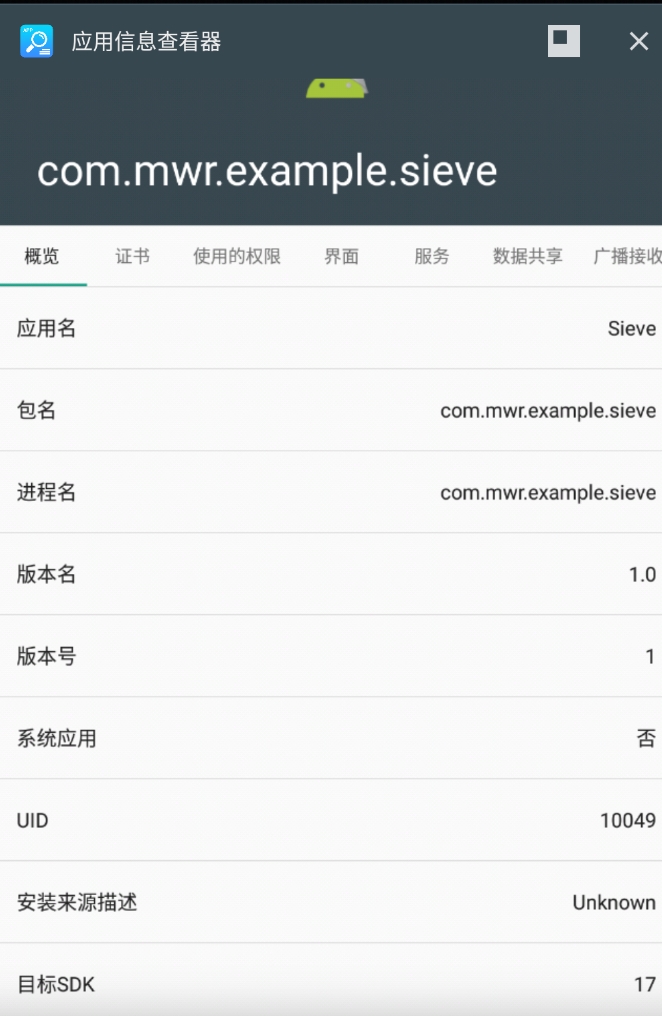 应用信息查看器
com.mwr.example.sieve
概览 证书 使用的权限 界面 服务 数据共享 广播接收
应用名 Sieve
包名 com.mwr.example.sieve
进程名 com.mwr.example.sieve
版本名 1.0
版本号 1
系统应用 否
UID 10049
安装来源描述 Unknown
目标SDK 17